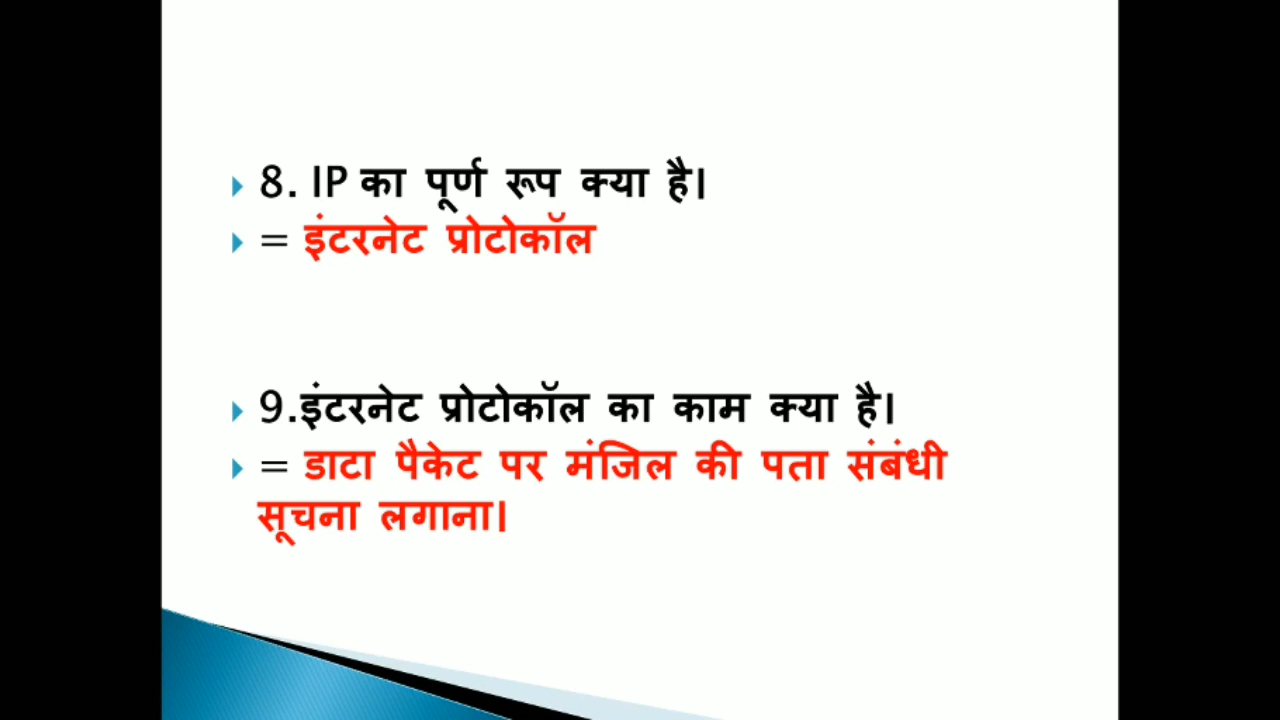 8. IP का पूर्ण रूप क्या है।
= इंटरनेट प्रोटोकॉल
9.इंटरनेट प्रोटोकॉल का काम क्या है।
= डाटा पैकेट पर मंजिल की पता संबंधी
सूचना लगाना।